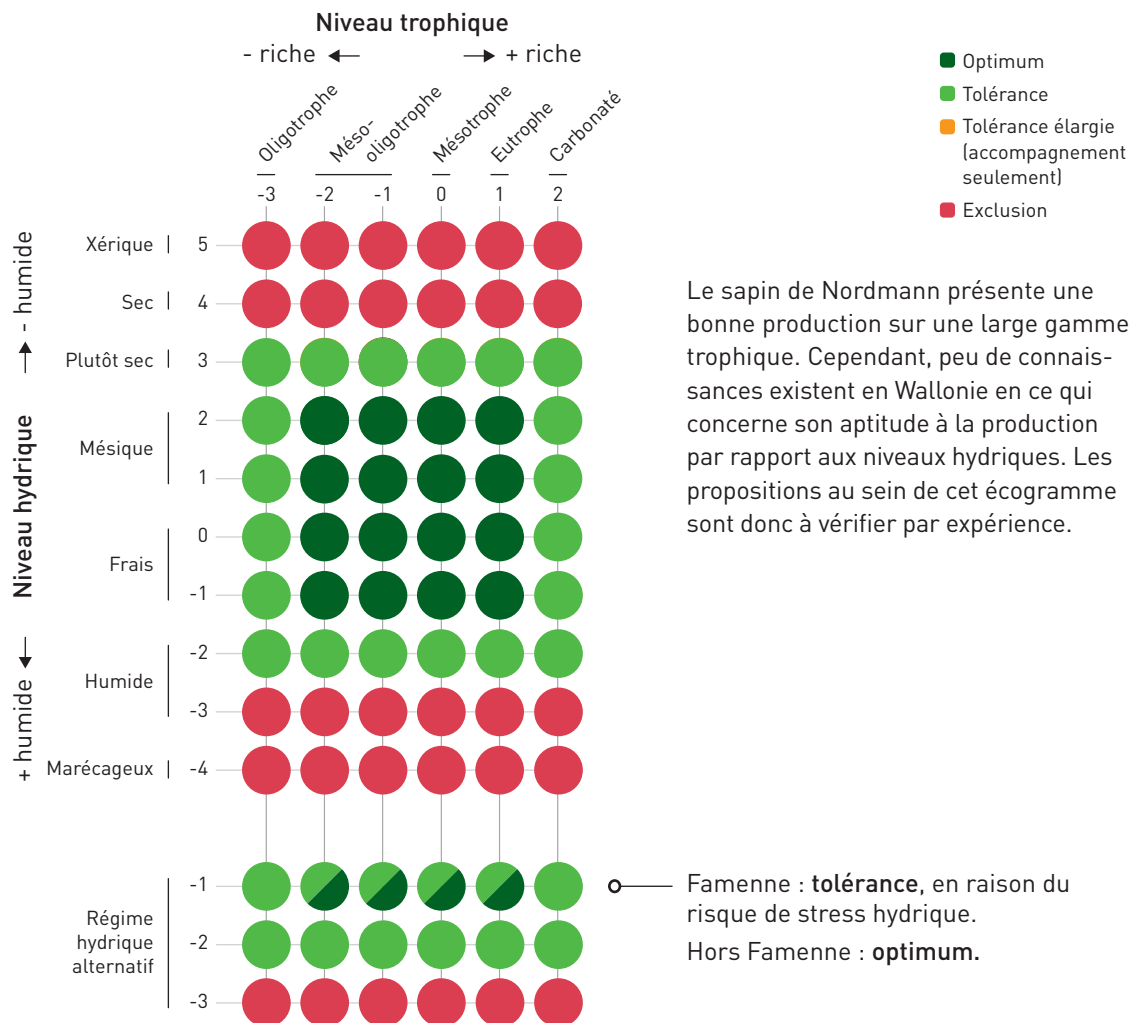 Niveau trophique
- riche
+ riche
Oligotrophe
Méso-
oligotrophe
Mésotrophe
Eutrophe
Carbonaté
-3
-2
-1
0
1
2
Optimum
Tolérance
Tolérance élargie
(accompagnement
seulement)
Exclusion
Niveau hydrique
- humide
+ humide
Xérique
5
Sec
4
Plutôt sec
3
Mésique
2
1
Frais
0
-1
Humide
-2
-3
Marécageux
-4
Régime
hydrique
alternatif
-1
-2
-3
Le sapin de Nordmann présente une
bonne production sur une large gamme
trophique. Cependant, peu de connais-
sances existent en Wallonie en ce qui
concerne son aptitude à la production
par rapport aux niveaux hydriques. Les
propositions au sein de cet écogramme
sont donc à vérifier par expérience.
Famenne : tolérance, en raison du
risque de stress hydrique.
Hors Famenne : optimum.